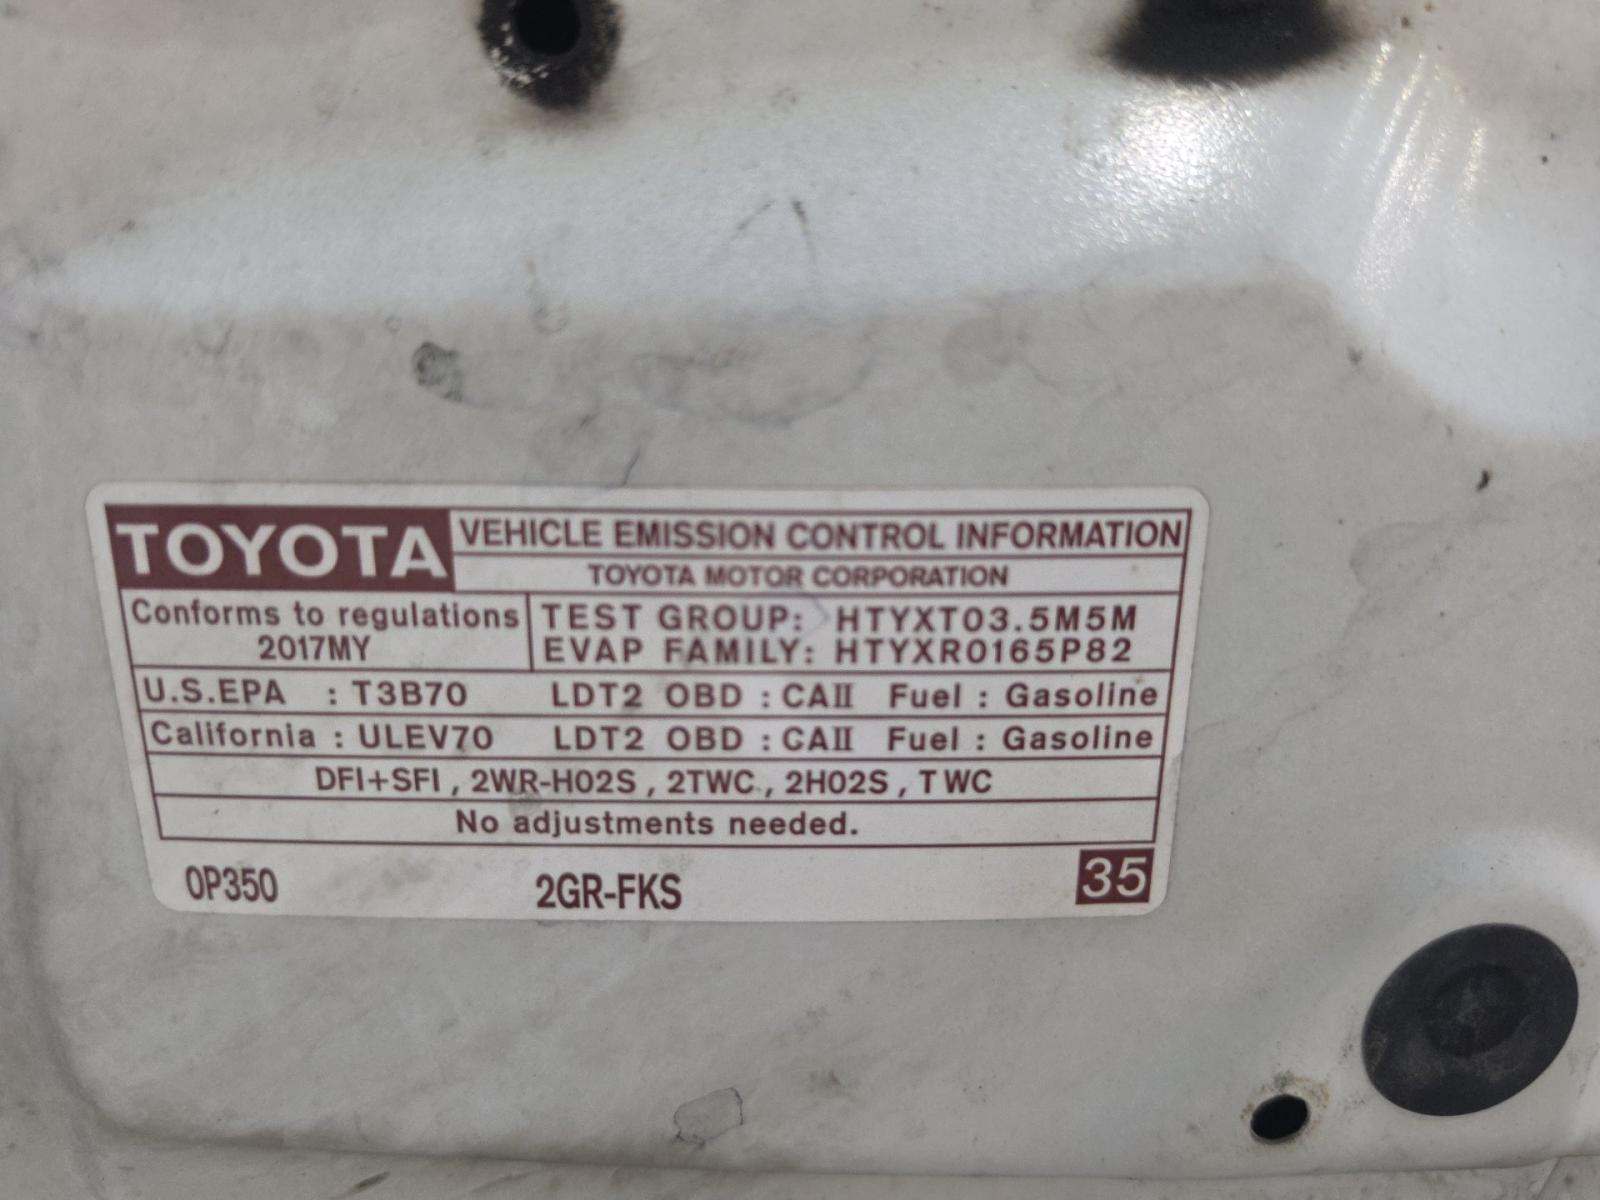 TOYOTA VEHICLE EMISSION CONTROL INFORMATION
TOYOTA MOTOR CORPORATION
Conforms to regulations
2017MY
TEST GROUP: HTYXT03.5M5M
EVAP FAMILY: HTYXR0165P82
U.S.EPA : T3B70 LDT2 OBD : CAII Fuel : Gasoline
California : ULEV70 LDT2 OBD : CAII Fuel : Gasoline
DFI+SFI , 2WR-HO2S , 2TWC , 2HO2S , TWC
No adjustments needed.
0P350 2GR-FKS 35